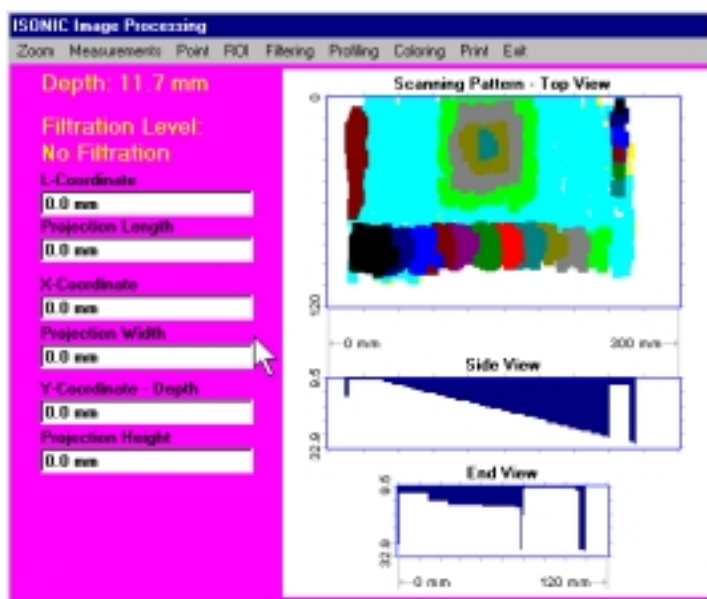 ISONIC Image Processing
Zoom Measurements Point ROI Filtering Profiling Coloring Print Exit
Depth: 11.7 mm
Filtration Level:
No Filtration
L-Coordinate
0.0 mm
Projection Length
0.0 mm
X-Coordinate
0.0 mm
Projection Width
0.0 mm
Y-Coordinate - Depth
0.0 mm
Projection Height
0.0 mm
Scanning Pattern - Top View
0
120
0 mm 300 mm
Side View
9.5
32.9
End View
9.5
32.9
0 mm 120 mm